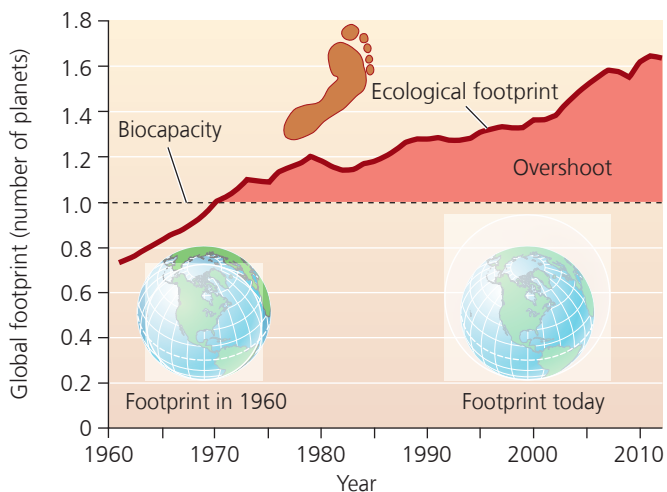 Global footprint (number of planets)
1.8
1.6
1.4
1.2
1.0
0.8
0.6
0.4
0.2
0
Ecological footprint
Biocapacity
Overshoot
Footprint in 1960
Footprint today
1960
1970
1980
1990
2000
2010
Year